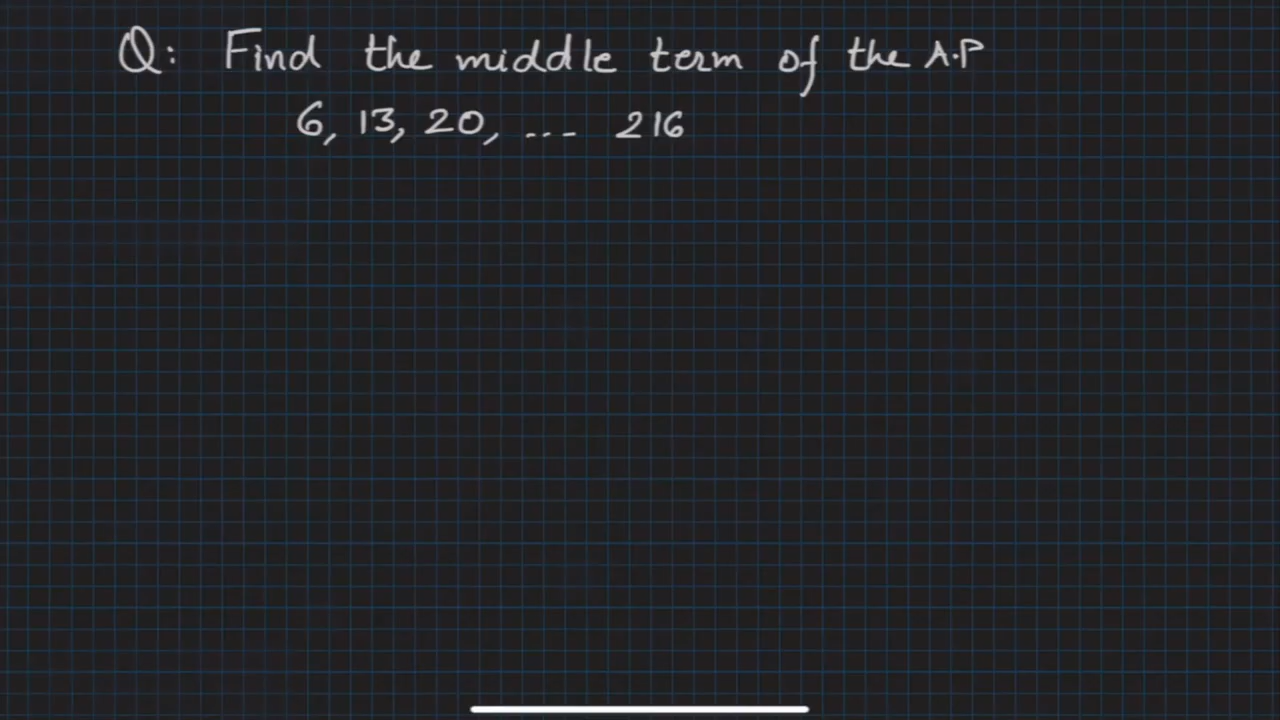 Q: Find the middle term of the A.P
6, 13, 20, --- 216